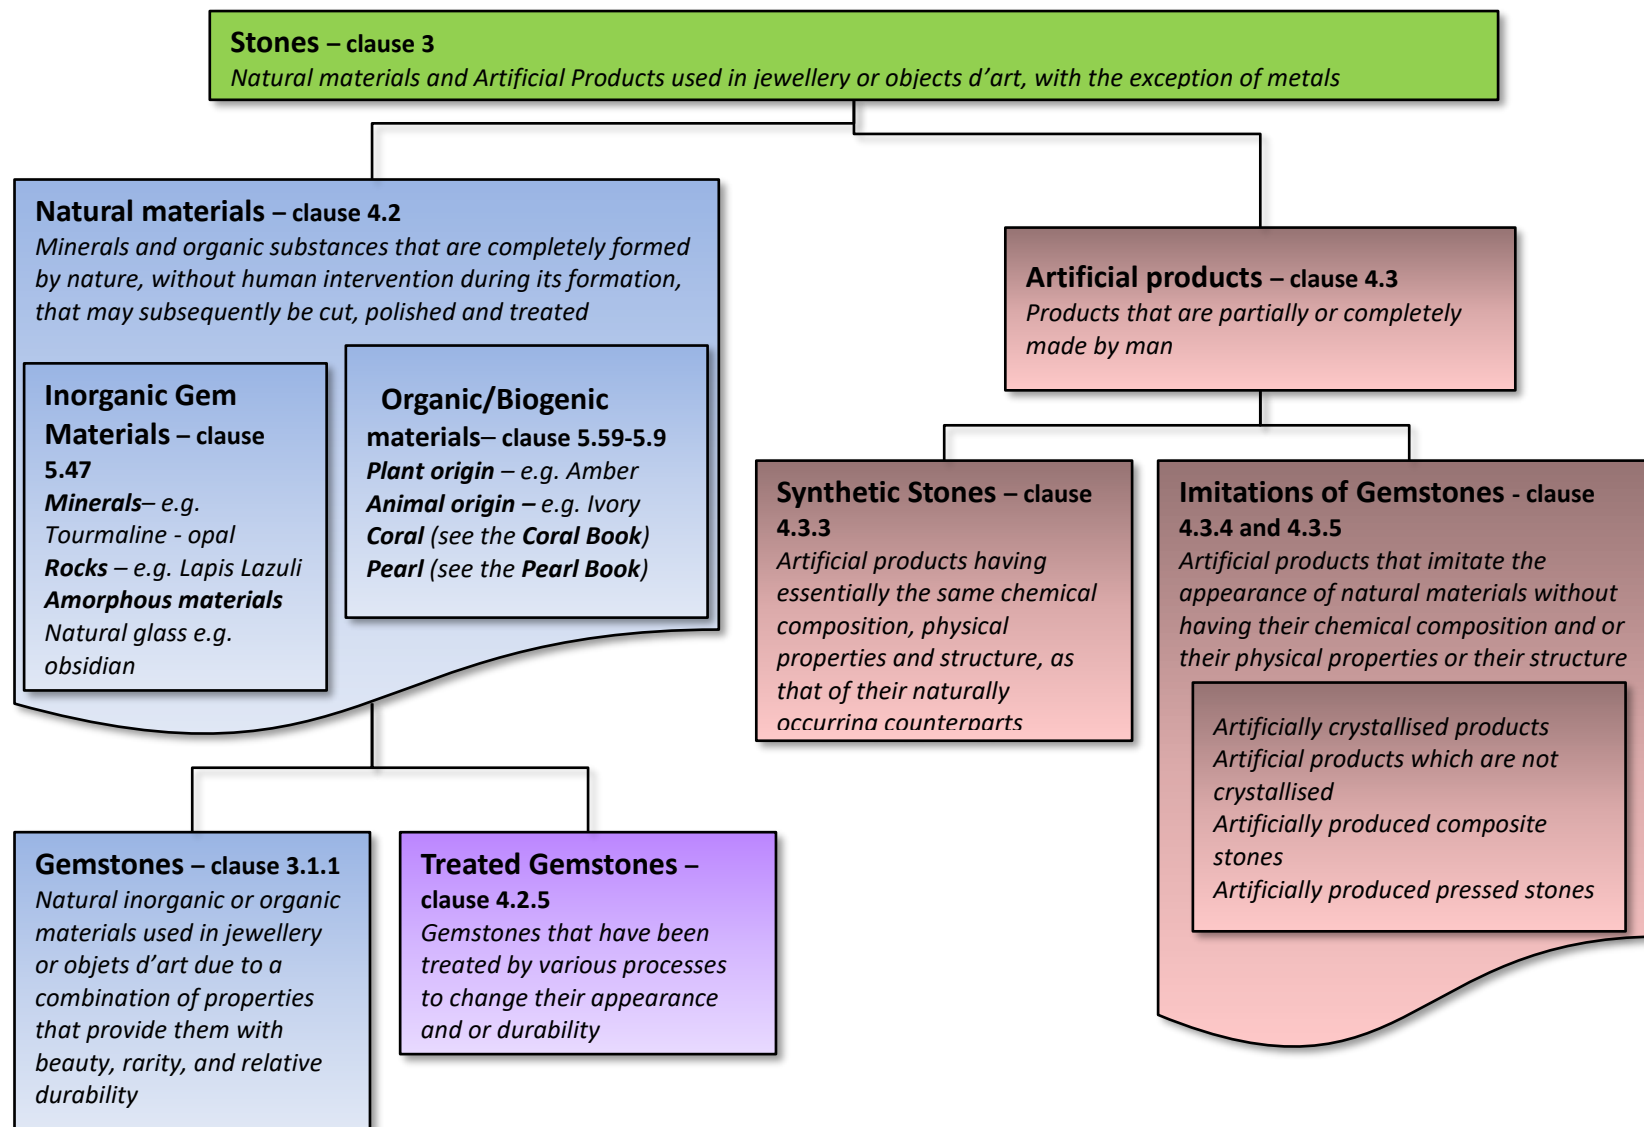 Stones – clause 3
Natural materials and Artificial Products used in jewellery or objects d’art, with the exception of metals
Natural materials – clause 4.2
Minerals and organic substances that are completely formed
by nature, without human intervention during its formation,
that may subsequently be cut, polished and treated
Inorganic Gem
Materials – clause
5.47
Minerals– e.g.
Tourmaline - opal
Rocks – e.g. Lapis Lazuli
Amorphous materials
Natural glass e.g.
obsidian
Organic/Biogenic
materials– clause 5.59-5.9
Plant origin – e.g. Amber
Animal origin – e.g. Ivory
Coral (see the Coral Book)
Pearl (see the Pearl Book)
Artificial products – clause 4.3
Products that are partially or completely
made by man
Synthetic Stones – clause
4.3.3
Artificial products having
essentially the same chemical
composition, physical
properties and structure, as
that of their naturally
occurring counterparts
Imitations of Gemstones - clause
4.3.4 and 4.3.5
Artificial products that imitate the
appearance of natural materials without
having their chemical composition and or
their physical properties or their structure
Artificially crystallised products
Artificial products which are not
crystallised
Artificially produced composite
stones
Artificially produced pressed stones
Gemstones – clause 3.1.1
Natural inorganic or organic
materials used in jewellery
or objets d’art due to a
combination of properties
that provide them with
beauty, rarity, and relative
durability
Treated Gemstones –
clause 4.2.5
Gemstones that have been
treated by various processes
to change their appearance
and or durability